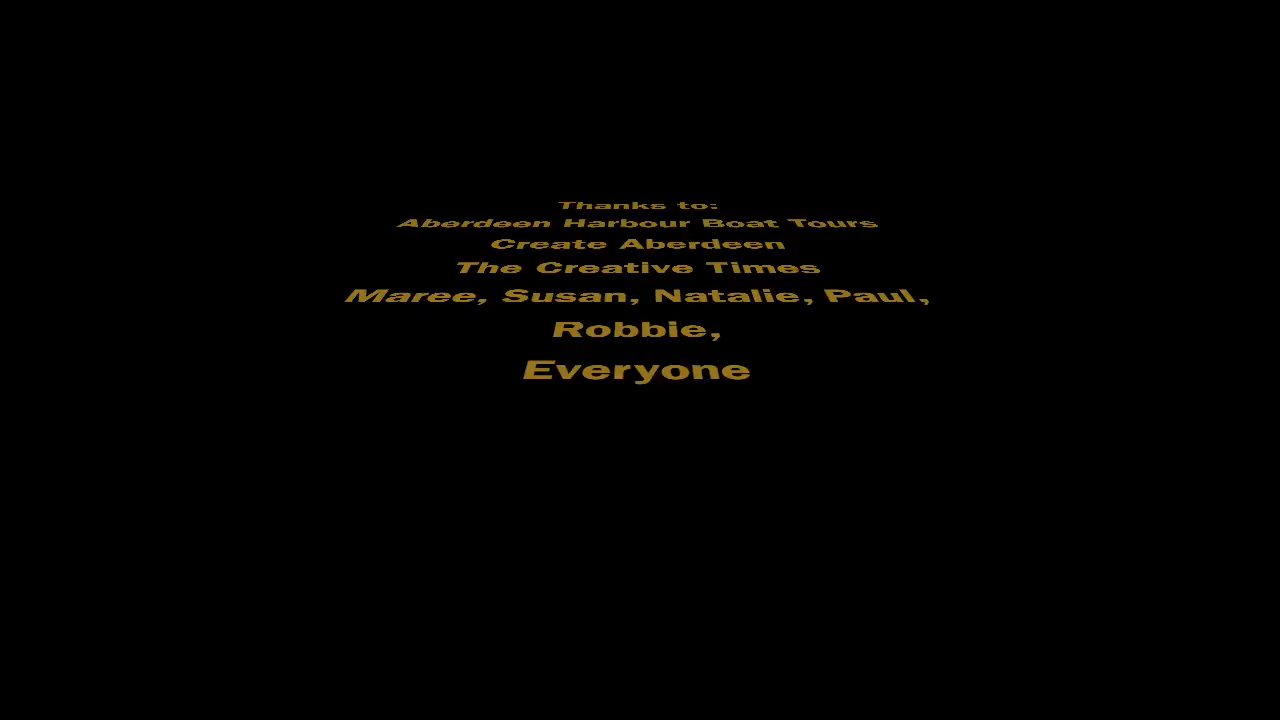 Thanks to:
Aberdeen Harbour Boat Tours
Create Aberdeen
The Creative Times
Maree, Susan, Natalie, Paul,
Robbie,
Everyone